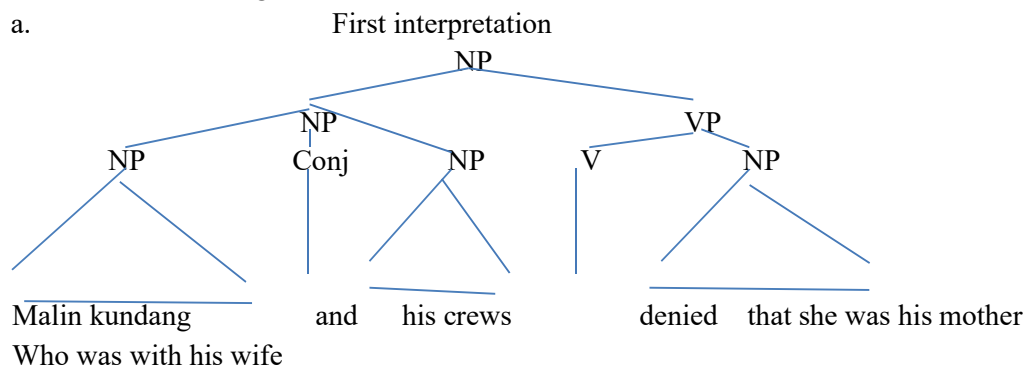 a. First interpretation
NP
NP VP
NP Conj NP V NP
Malin kundang and his crews denied that she was his mother
Who was with his wife